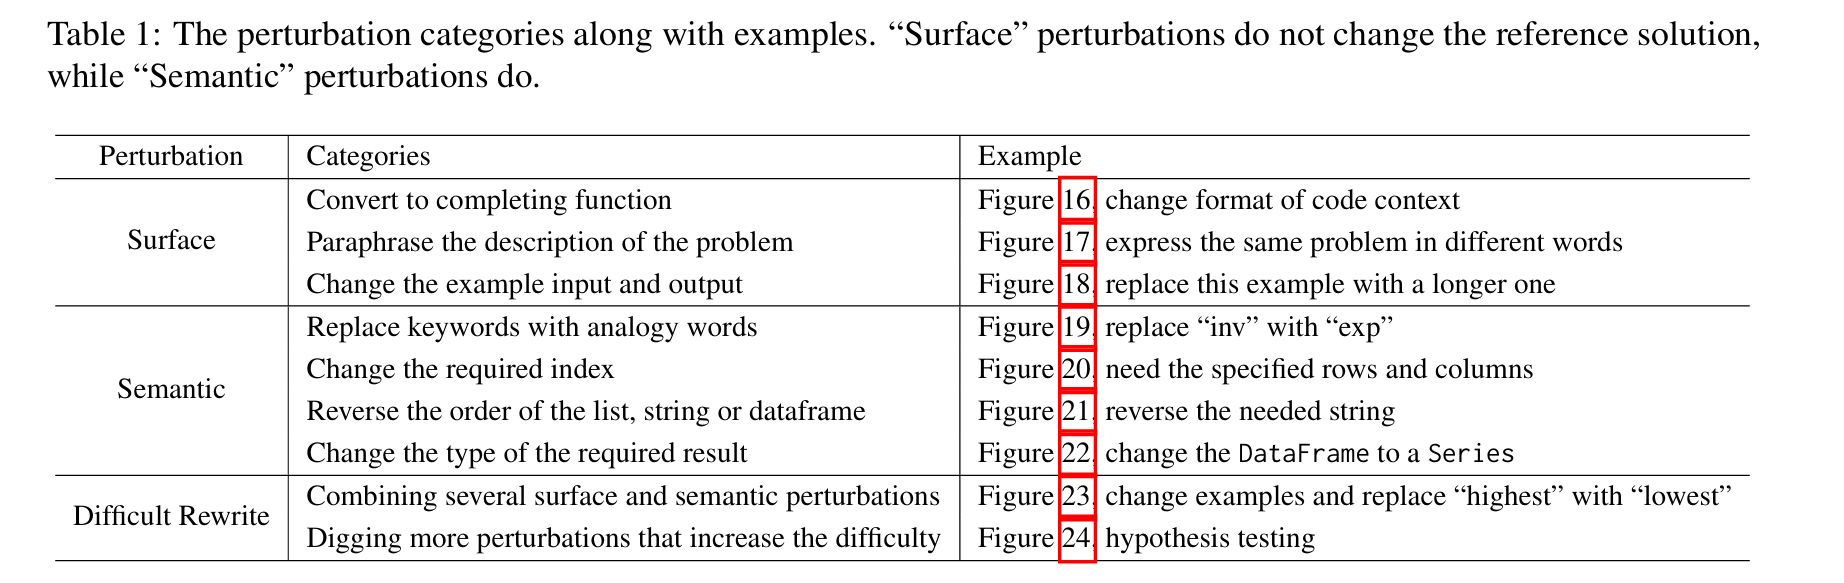 Table 1: The perturbation categories along with examples. “Surface” perturbations do not change the reference solution,
while “Semantic” perturbations do.
Perturbation Categories Example
Surface
Convert to completing function Figure 16, change format of code context
Paraphrase the description of the problem Figure 17, express the same problem in different words
Change the example input and output Figure 18, replace this example with a longer one
Semantic
Replace keywords with analogy words Figure 19, replace “inv” with “exp”
Change the required index Figure 20, need the specified rows and columns
Reverse the order of the list, string or dataframe Figure 21, reverse the needed string
Change the type of the required result Figure 22, change the DataFrame to a Series
Difficult Rewrite
Combining several surface and semantic perturbations Figure 23, change examples and replace “highest” with “lowest”
Digging more perturbations that increase the difficulty Figure 24, hypothesis testing